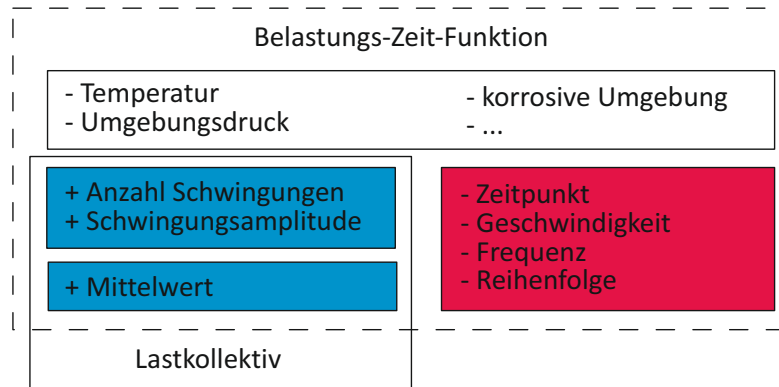 Belastungs-Zeit-Funktion
- Temperatur
- Umgebungsdruck
- korrosive Umgebung
- ...
+ Anzahl Schwingungen
+ Schwingungsamplitude
+ Mittelwert
- Zeitpunkt
- Geschwindigkeit
- Frequenz
- Reihenfolge
Lastkollektiv